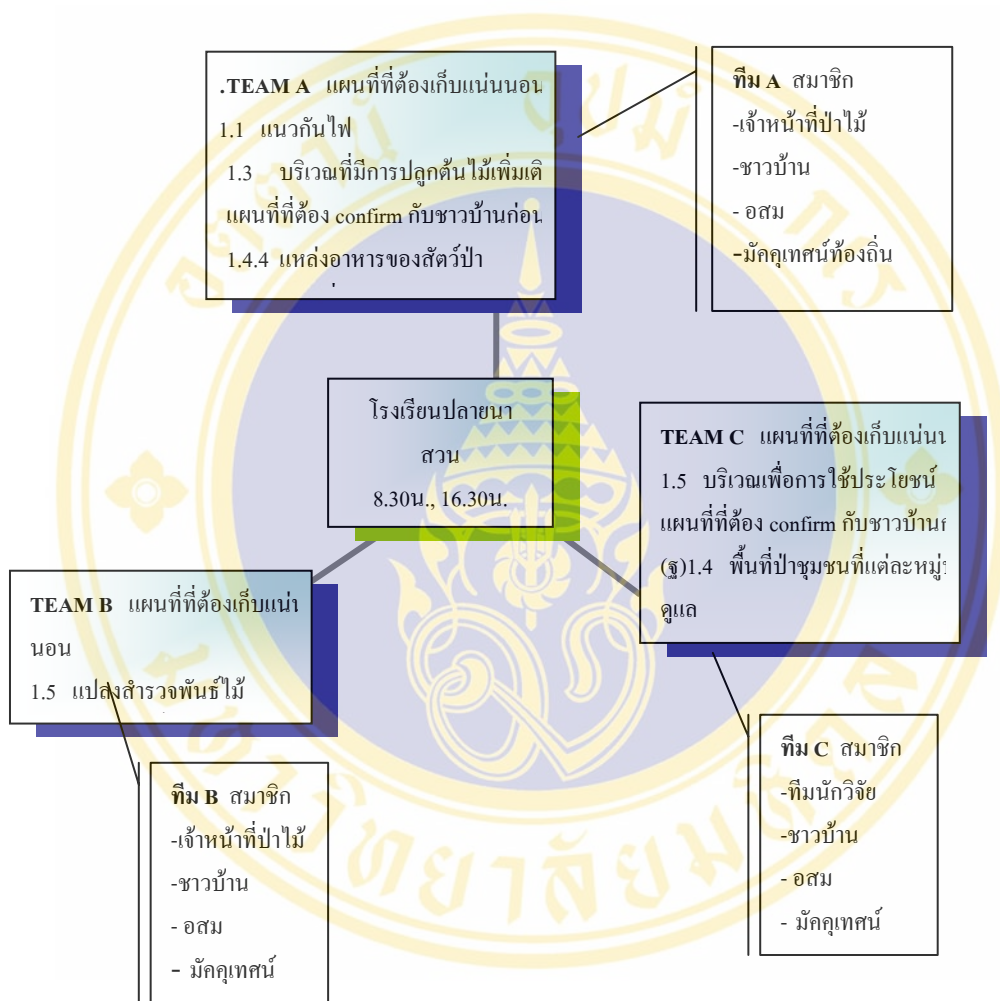 .TEAM A แผนที่ที่ต้องเก็บแน่นนอน
1.1 แนวกันไฟ
1.3 บริเวณที่มีการปลูกต้นไม้เพิ่มเติ
แผนที่ที่ต้อง confirm กับชาวบ้านก่อน
1.4.4 แหล่งอาหารของสัตว์ป่า
ทีม A สมาชิก
-เจ้าหน้าที่ป่าไม้
-ชาวบ้าน
- อสม
-มัคคุเทศน์ท้องถิ่น
โรงเรียนปลายนา
สวน
8.30น., 16.30น.
TEAM C แผนที่ที่ต้องเก็บแน่นน
1.5 บริเวณเพื่อการใช้ประโยชน์
แผนที่ที่ต้อง confirm กับชาวบ้านก
(ฐ)1.4 พื้นที่ป่าชุมชนที่แต่ละหมู่
ดูแล
TEAM B แผนที่ที่ต้องเก็บแน่น
นอน
1.5 แปลงสำรวจพันธ์ไม้
ทีม C สมาชิก
-ทีมนักวิจัย
-ชาวบ้าน
- อสม
- มัคคุเทศน์
ทีม B สมาชิก
-เจ้าหน้าที่ป่าไม้
-ชาวบ้าน
- อสม
- มัคคุเทศน์